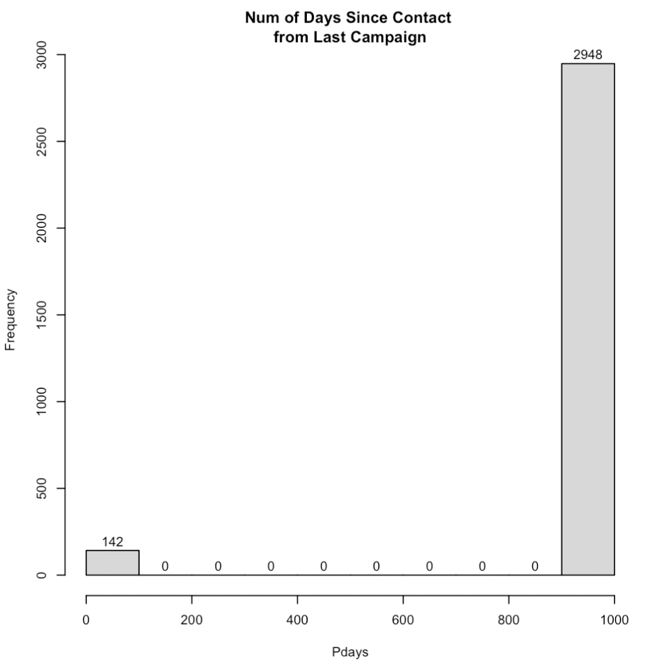 Num of Days Since Contact
from Last Campaign
3000
2948
2500
2000
1500
Frequency
1000
500
142
0 0 0 0 0 0 0 0
0
0 200 400 600 800 1000
Pdays